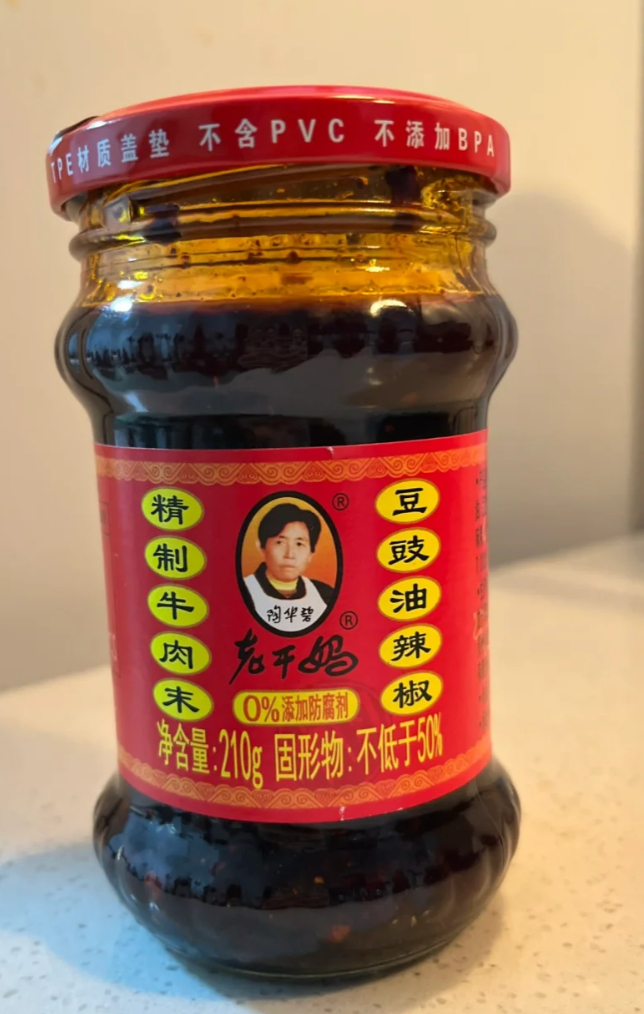 TPE材质盖垫 不含PVC 不添加BPA
精制牛肉末
®
陶华碧
®
老干妈
豆豉油辣椒
0%添加防腐剂
净含量:210g 固形物:不低于50%